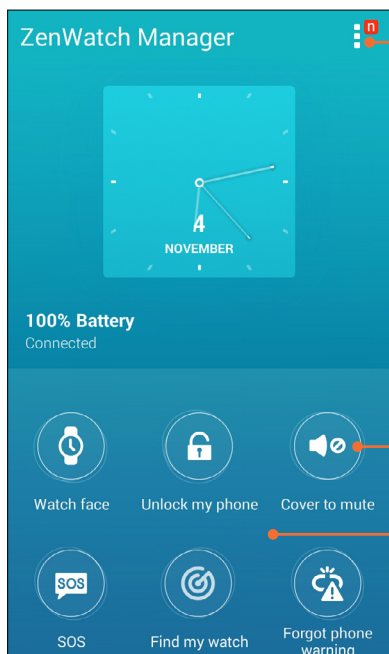 ZenWatch Manager
n
4
NOVEMBER
100% Battery
Connected
Watch face Unlock my phone Cover to mute
SOS
SOS Find my watch Forgot phone
warning